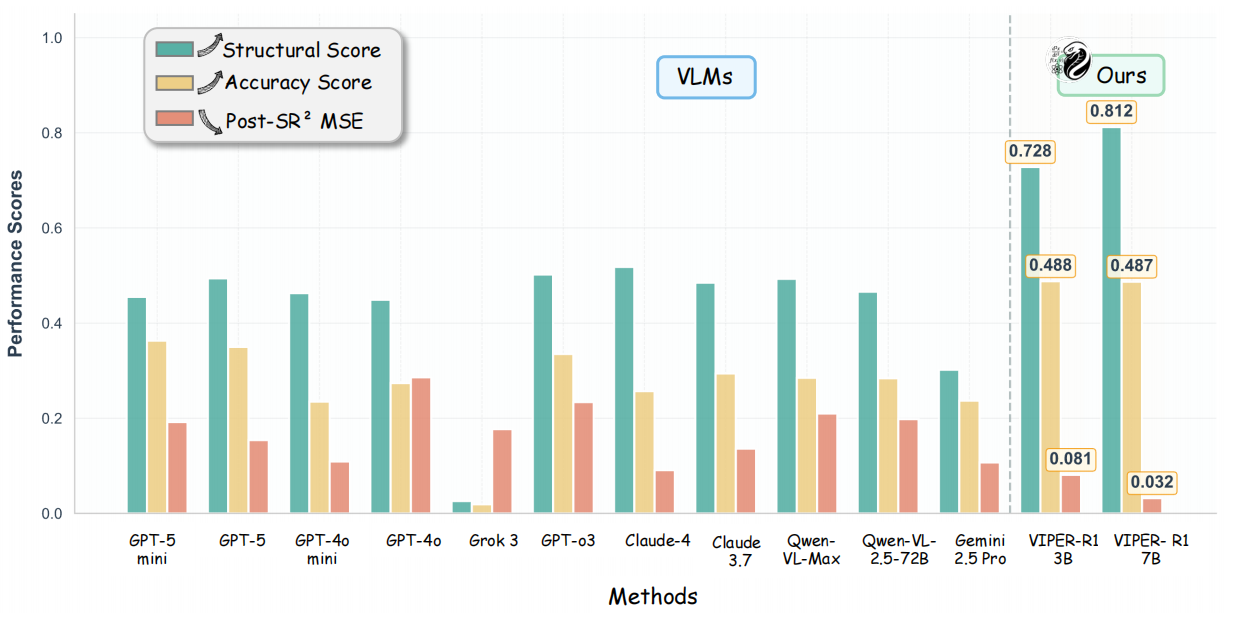 Structural Score
Accuracy Score
Post-SR² MSE
VLMs
Ours
Performance Scores
1.0
0.8
0.6
0.4
0.2
0.0
0.728
0.488
0.081
0.812
0.487
0.032
GPT-5
mini
GPT-5
GPT-4o
mini
GPT-4o
Grok 3
GPT-o3
Claude-4
Claude
3.7
Qwen-
VL-Max
Qwen-VL-
2.5-72B
Gemini
2.5 Pro
VIPER-R1
3B
VIPER- R1
7B
Methods